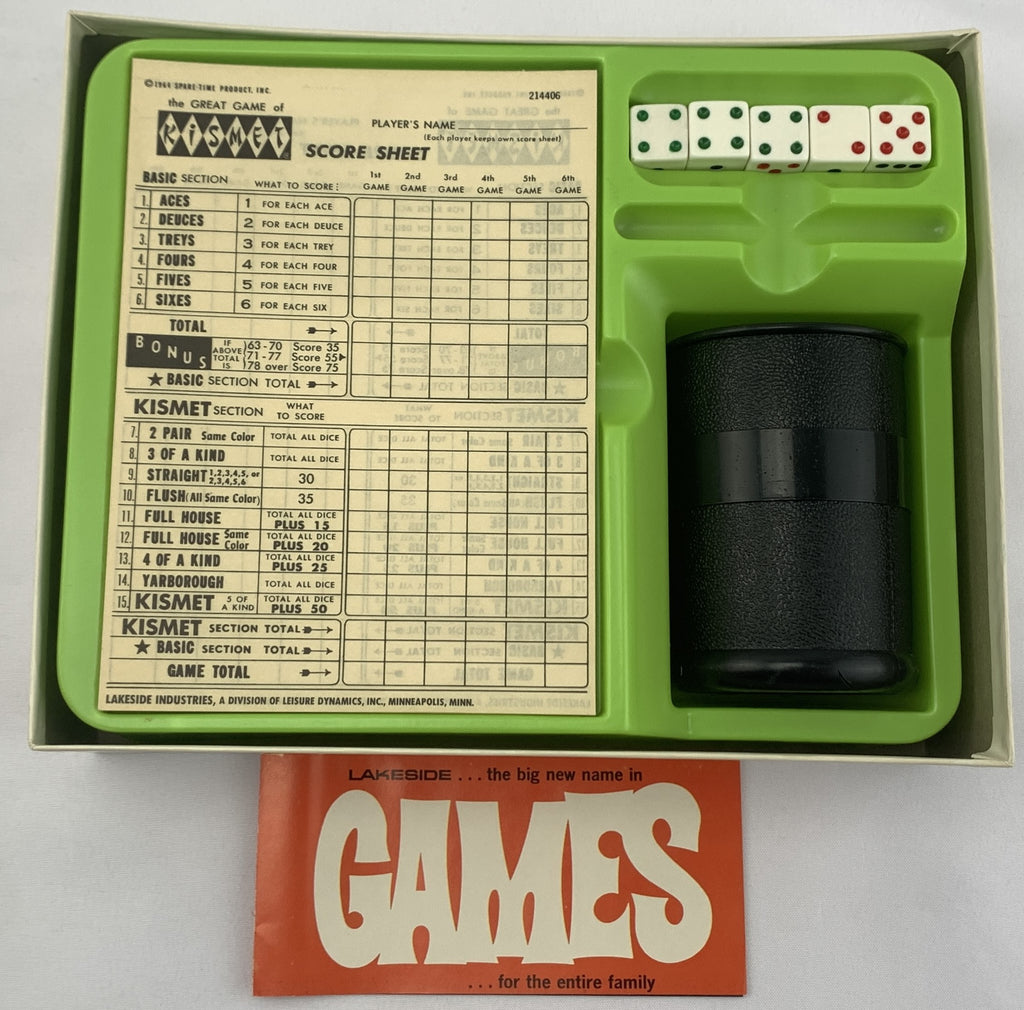 ©1964 SPARE-TIME PRODUCT, INC.
214406
the GREAT GAME of
KISMET
SCORE SHEET
PLAYER'S NAME
(Each player keeps own score sheet)
BASIC SECTION WHAT TO SCORE: 1st GAME 2nd GAME 3rd GAME 4th GAME 5th GAME 6th GAME
1. ACES 1 FOR EACH ACE
2. DEUCES 2 FOR EACH DEUCE
3. TREYS 3 FOR EACH TREY
4. FOURS 4 FOR EACH FOUR
5. FIVES 5 FOR EACH FIVE
6. SIXES 6 FOR EACH SIX
TOTAL
BONUS IF ABOVE TOTAL IS
63-70 Score 35
71-77 Score 55
78 over Score 75
★ BASIC SECTION TOTAL
KISMET SECTION WHAT TO SCORE
7. 2 PAIR Same Color TOTAL ALL DICE
8. 3 OF A KIND TOTAL ALL DICE
9. STRAIGHT 1,2,3,4,5, or 2,3,4,5,6 30
10. FLUSH (All Same Color) 35
11. FULL HOUSE TOTAL ALL DICE PLUS 15
12. FULL HOUSE Same Color TOTAL ALL DICE PLUS 20
13. 4 OF A KIND TOTAL ALL DICE PLUS 25
14. YARBOROUGH TOTAL ALL DICE
15. KISMET 5 OF A KIND TOTAL ALL DICE PLUS 50
KISMET SECTION TOTAL
★ BASIC SECTION TOTAL
GAME TOTAL
LAKESIDE INDUSTRIES, A DIVISION OF LEISURE DYNAMICS, INC., MINNEAPOLIS, MINN.
LAKESIDE ... the big new name in
GAMES
... for the entire family